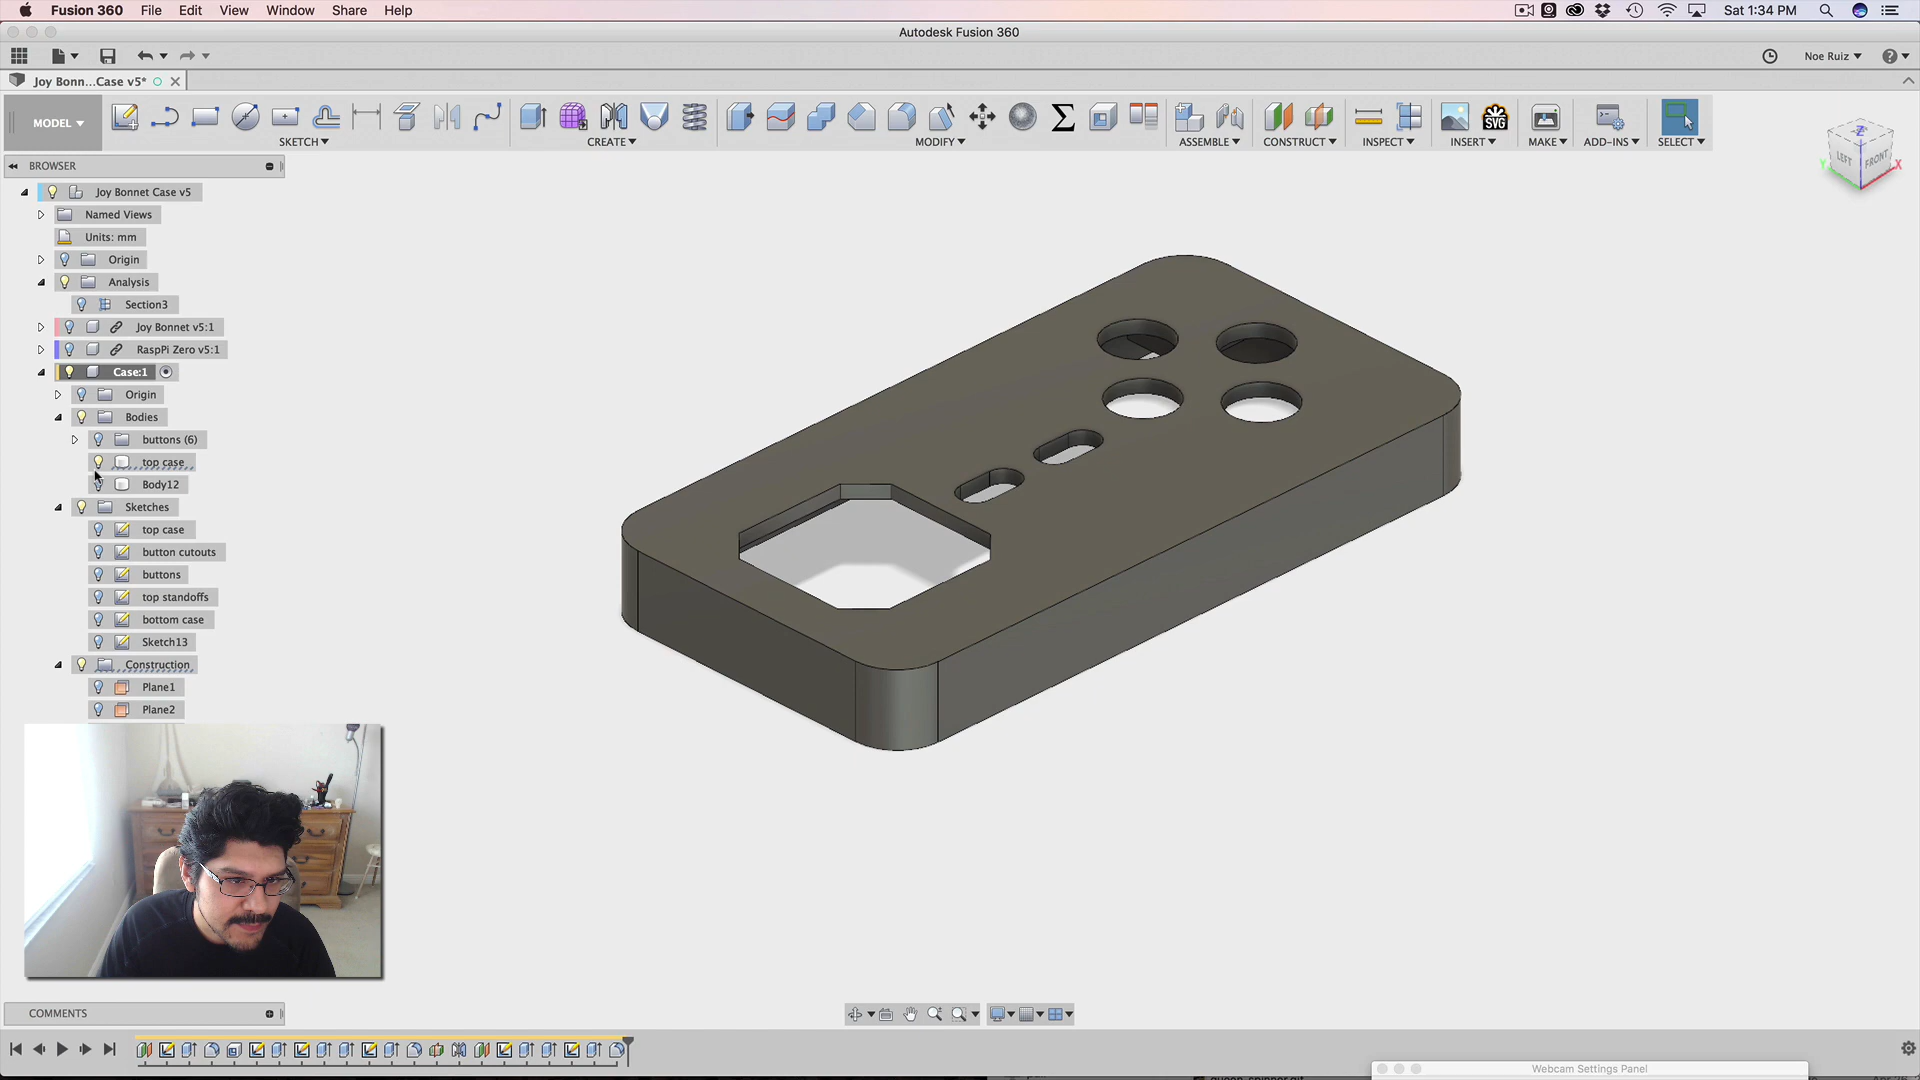 Fusion 360 File Edit View Window Share Help
Sat 1:34 PM
Autodesk Fusion 360
Noe Ruiz
Joy Bonn...Case v5*
MODEL
SVG
SKETCH CREATE MODIFY ASSEMBLE CONSTRUCT INSPECT INSERT MAKE ADD-INS SELECT
Z
LEFT FRONT
Y X
BROWSER
Joy Bonnet Case v5
Named Views
Units: mm
Origin
Analysis
Section3
Joy Bonnet v5:1
RaspPi Zero v5:1
Case:1
Origin
Bodies
buttons (6)
top case
Body12
Sketches
top case
button cutouts
buttons
top standoffs
bottom case
Sketch13
Construction
Plane1
Plane2
COMMENTS
Webcam Settings Panel